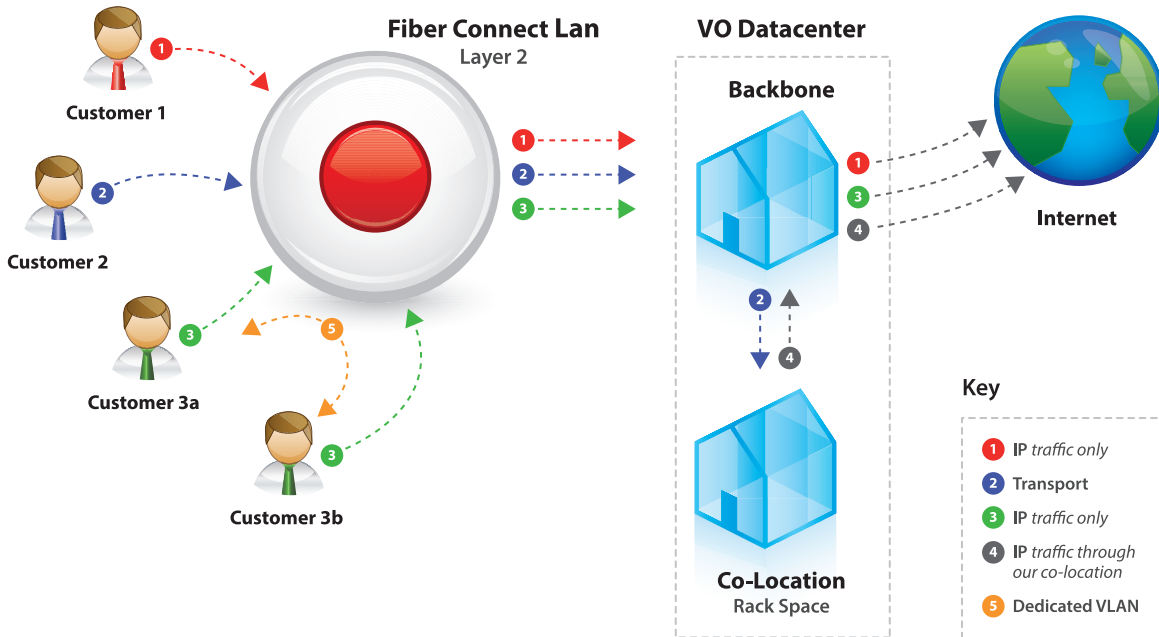 Fiber Connect Lan
Layer 2
VO Datacenter
Backbone
1
Customer 1
2
Customer 2
3
Customer 3a
5
3
Customer 3b
1
2
3
1
3
4
Internet
2
4
Co-Location
Rack Space
Key
1 IP traffic only
2 Transport
3 IP traffic only
4 IP traffic through
our co-location
5 Dedicated VLAN